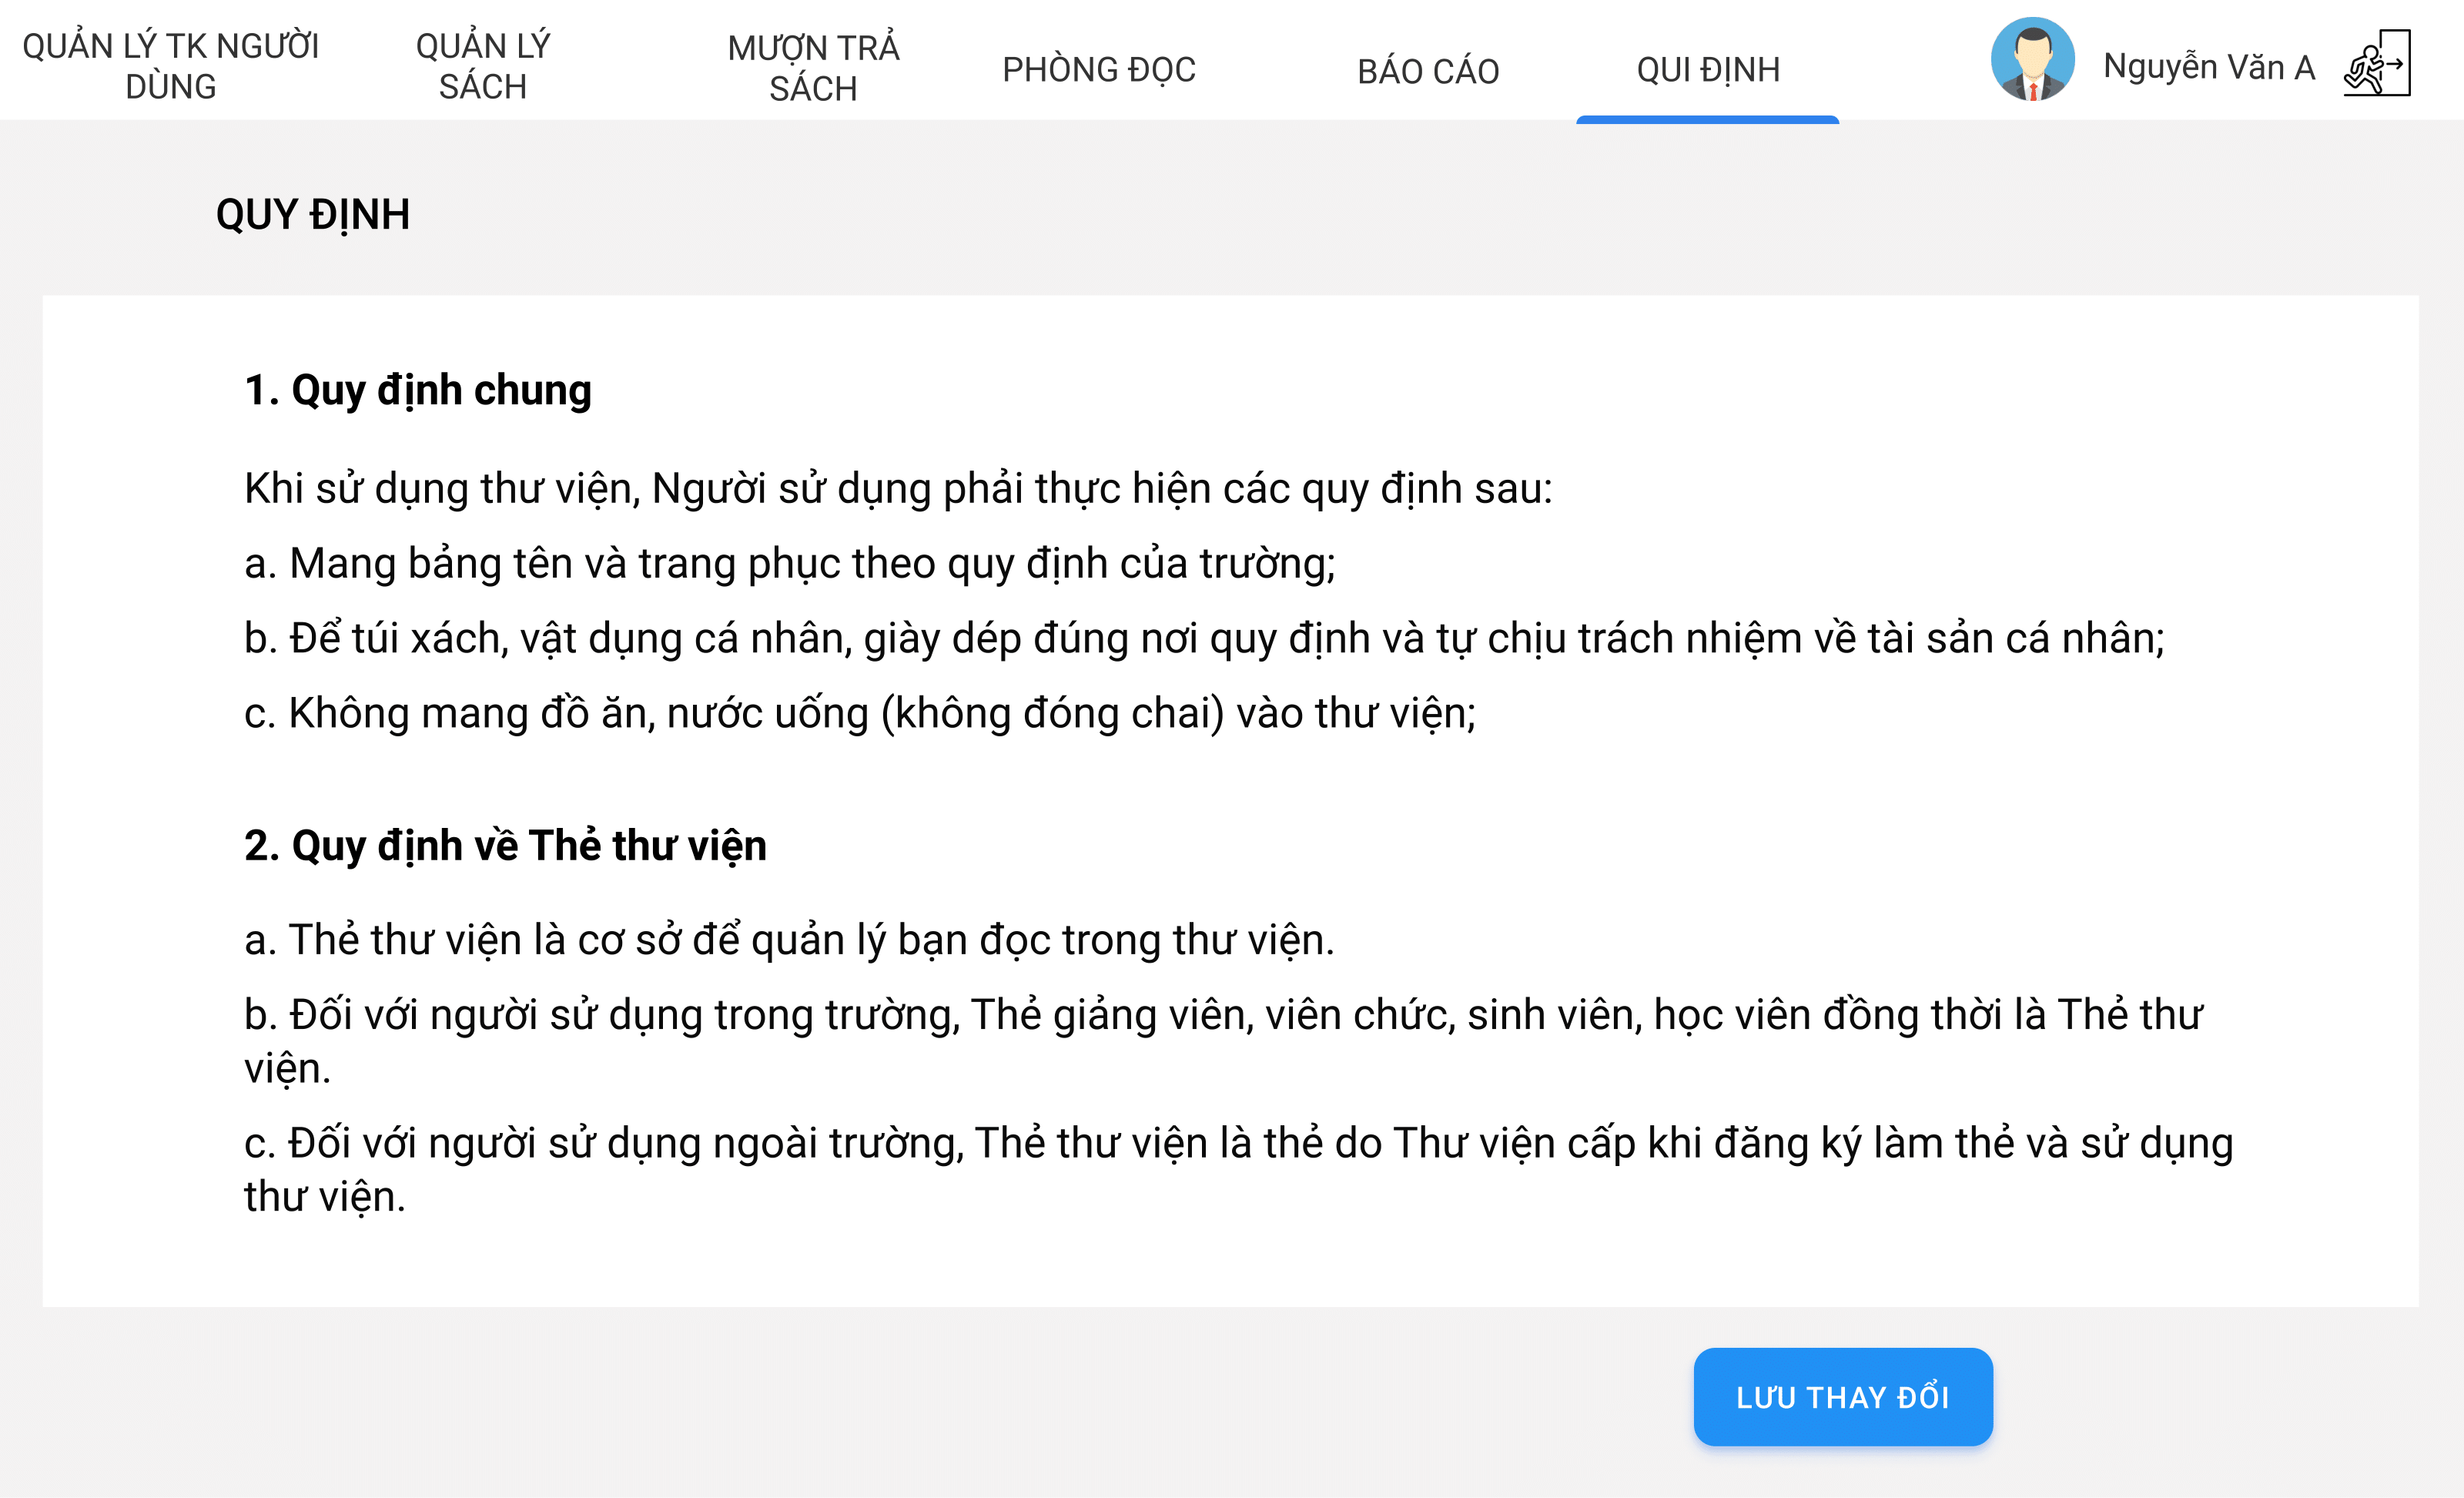 QUẢN LÝ TK NGƯỜI
DÙNG
QUẢN LÝ
SÁCH
MƯỢN TRẢ
SÁCH
PHÒNG ĐỌC
BÁO CÁO
QUI ĐỊNH
Nguyễn Văn A
QUY ĐỊNH
1. Quy định chung
Khi sử dụng thư viện, Người sử dụng phải thực hiện các quy định sau:
a. Mang bảng tên và trang phục theo quy định của trường;
b. Để túi xách, vật dụng cá nhân, giày dép đúng nơi quy định và tự chịu trách nhiệm về tài sản cá nhân;
c. Không mang đồ ăn, nước uống (không đóng chai) vào thư viện;
2. Quy định về Thẻ thư viện
a. Thẻ thư viện là cơ sở để quản lý bạn đọc trong thư viện.
b. Đối với người sử dụng trong trường, Thẻ giảng viên, viên chức, sinh viên, học viên đồng thời là Thẻ thư
viện.
c. Đối với người sử dụng ngoài trường, Thẻ thư viện là thẻ do Thư viện cấp khi đăng ký làm thẻ và sử dụng
thư viện.
LƯU THAY ĐỔI